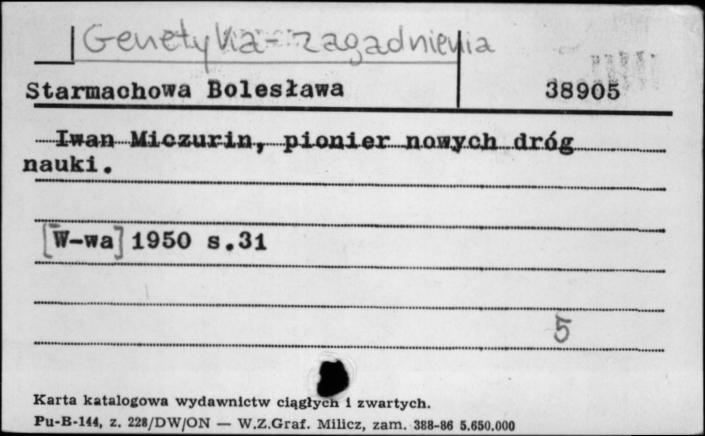 Genetyka - zagadnienia
Starmachowa Bolesława 38905
Iwan Miczurin, pionier nowych dróg
nauki.
[W-wa] 1950 s.31
5
Karta katalogowa wydawnictw ciągłych i zwartych.
Pu-B-144, z. 228/DW/ON — W.Z.Graf. Milicz, zam. 388-86 5.650.000